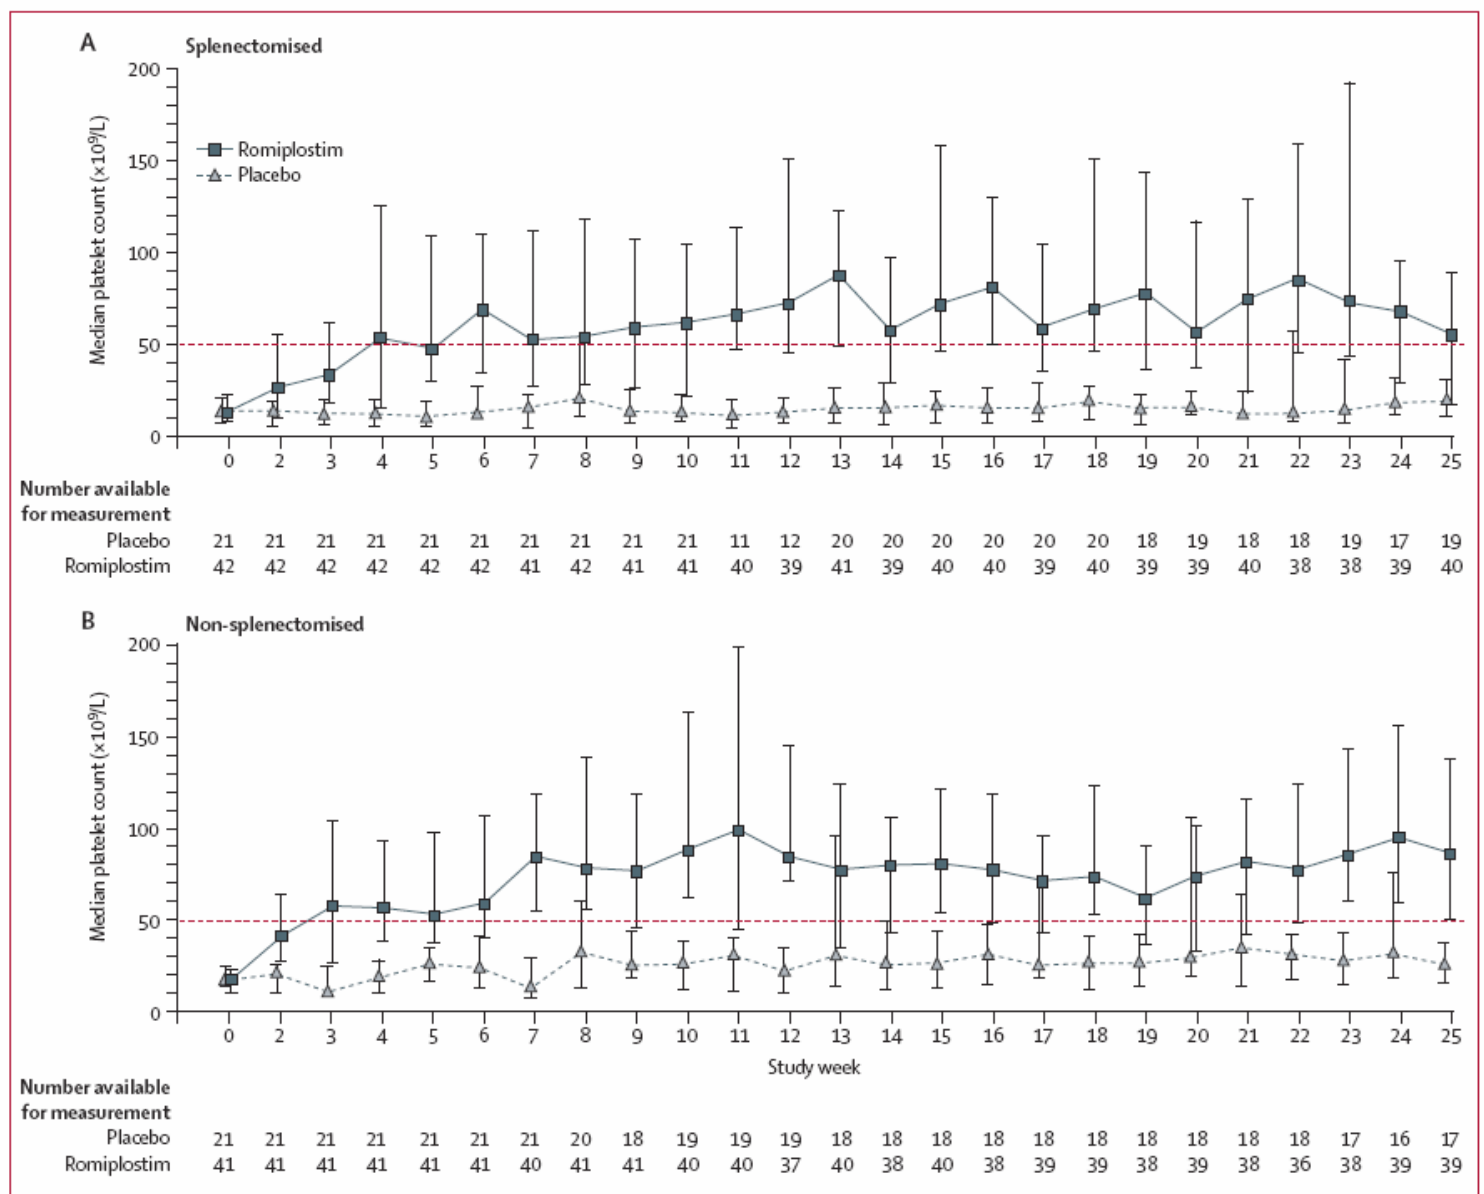 A
Splenectomised
200
150
100
50
0
Median platelet count (×10⁹/L)
Romiplostim
Placebo
0 2 3 4 5 6 7 8 9 10 11 12 13 14 15 16 17 18 19 20 21 22 23 24 25
Number available
for measurement
Placebo 21 21 21 21 21 21 21 21 21 21 11 12 20 20 20 20 20 20 18 19 18 18 19 17 19
Romiplostim 42 42 42 42 42 42 41 42 41 41 40 39 41 39 40 40 39 40 39 39 40 38 38 39 40
B
Non-splenectomised
200
150
100
50
0
Median platelet count (×10⁹/L)
0 2 3 4 5 6 7 8 9 10 11 12 13 14 15 16 17 18 19 20 21 22 23 24 25
Study week
Number available
for measurement
Placebo 21 21 21 21 21 21 21 20 18 19 19 19 18 18 18 18 18 18 18 18 18 18 17 16 17
Romiplostim 41 41 41 41 41 41 40 41 41 40 40 37 40 38 40 38 39 39 38 39 38 36 38 39 39